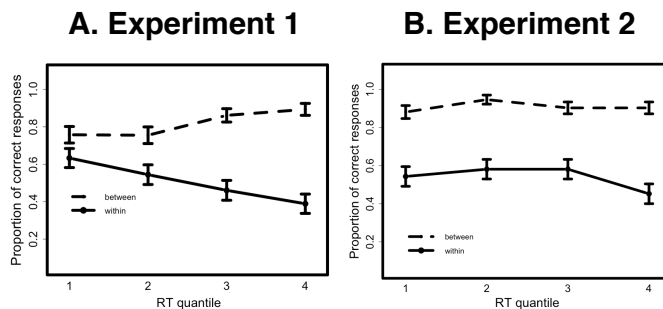 A. Experiment 1
Proportion of correct responses
1.0
0.8
0.6
0.4
0.2
between
within
1 2 3 4
RT quantile
B. Experiment 2
Proportion of correct responses
1.0
0.8
0.6
0.4
0.2
between
within
1 2 3 4
RT quantile